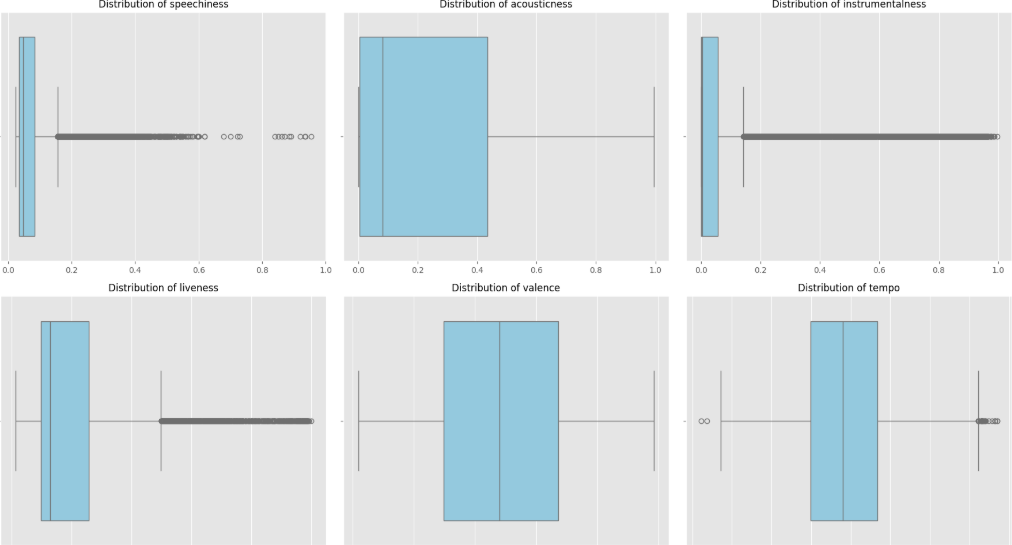 Distribution of speechiness
Distribution of acousticness
Distribution of instrumentalness
0.0 0.2 0.4 0.6 0.8 1.0
0.0 0.2 0.4 0.6 0.8 1.0
0.0 0.2 0.4 0.6 0.8 1.0
Distribution of liveness
Distribution of valence
Distribution of tempo